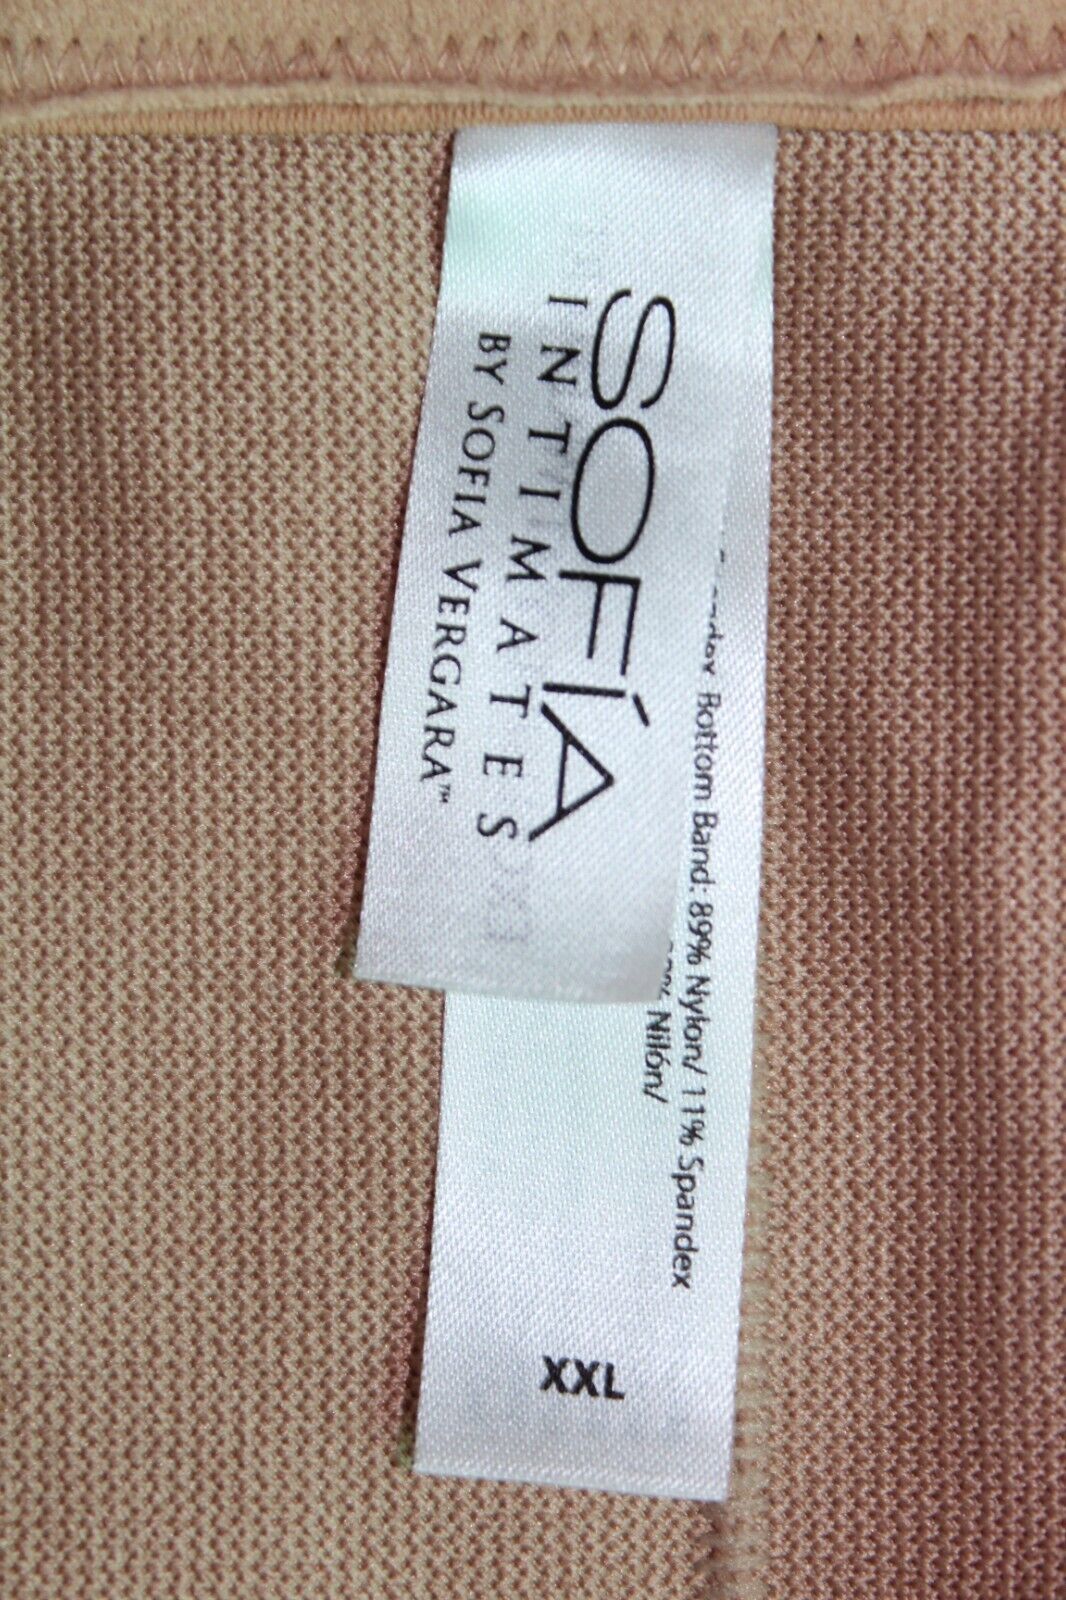 SOFÍA
INTIMATES
BY SOFIA VERGARA™
Bottom Band: 89% Nylon/ 11% Spandex
Nilón/
XXL